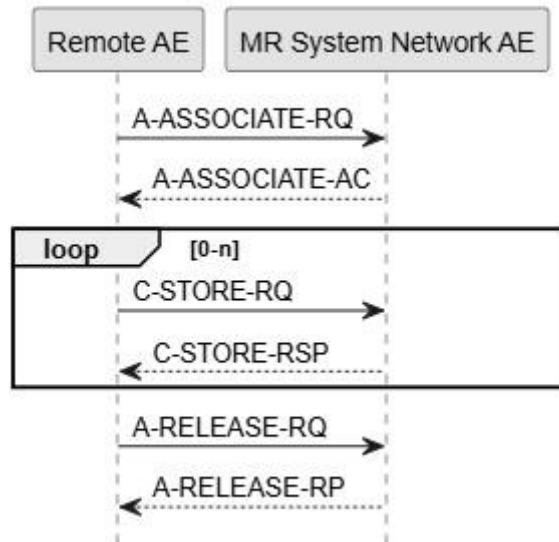 Remote AE
MR System Network AE
A-ASSOCIATE-RQ
A-ASSOCIATE-AC
loop [0-n]
C-STORE-RQ
C-STORE-RSP
A-RELEASE-RQ
A-RELEASE-RP